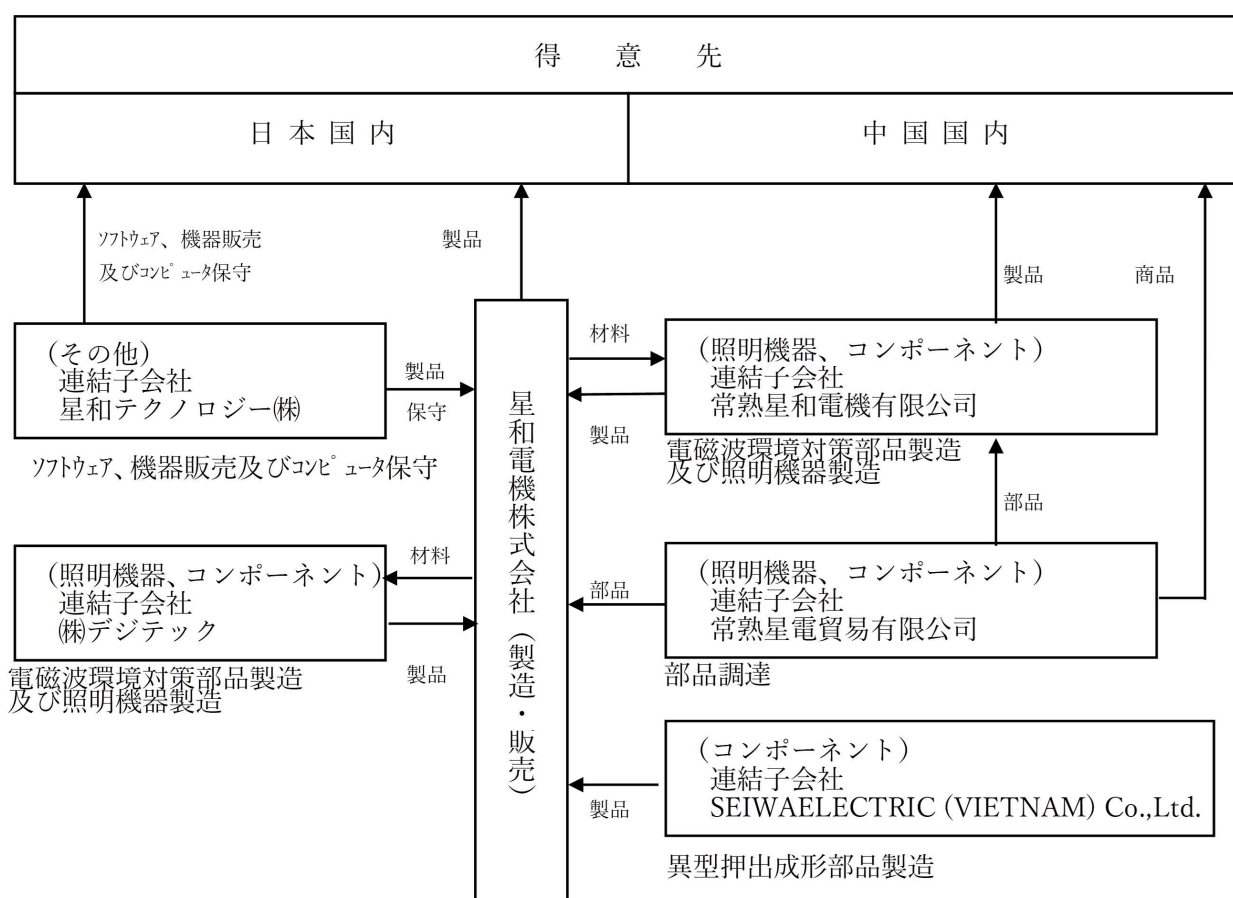 得意先
日本国内
中国国内
ソフトウェア、機器販売
及びコンピュータ保守
製品
製品
商品
(その他)
連結子会社
星和テクノロジー㈱
ソフトウェア、機器販売及びコンピュータ保守
製品
保守
星和電機株式会社(製造・販売)
材料
製品
(照明機器、コンポーネント)
連結子会社
常熟星和電機有限公司
電磁波環境対策部品製造
及び照明機器製造
部品
(照明機器、コンポーネント)
連結子会社
㈱デジテック
電磁波環境対策部品製造
及び照明機器製造
材料
製品
部品
(照明機器、コンポーネント)
連結子会社
常熟星電貿易有限公司
部品調達
製品
(コンポーネント)
連結子会社
SEIWAELECTRIC (VIETNAM) Co.,Ltd.
異型押出成形部品製造